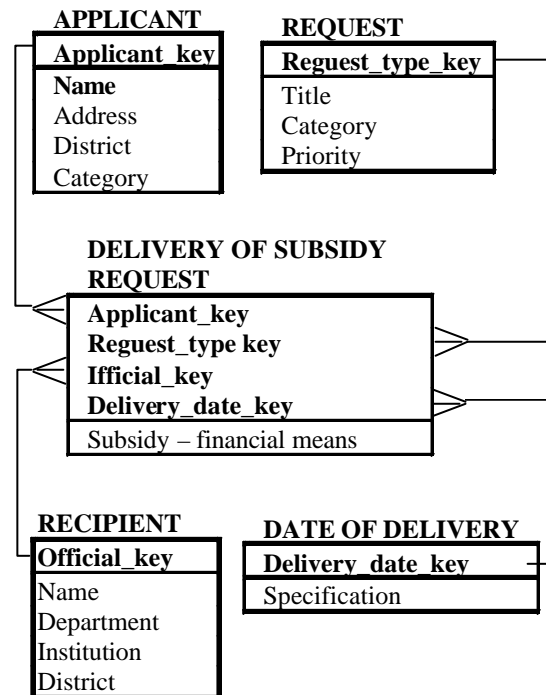 APPLICANT
Applicant_key
Name
Address
District
Category
REQUEST
Reguest_type_key
Title
Category
Priority
DELIVERY OF SUBSIDY
REQUEST
Applicant_key
Reguest_type key
Ifficial_key
Delivery_date_key
Subsidy – financial means
RECIPIENT
Official_key
Name
Department
Institution
District
DATE OF DELIVERY
Delivery_date_key
Specification